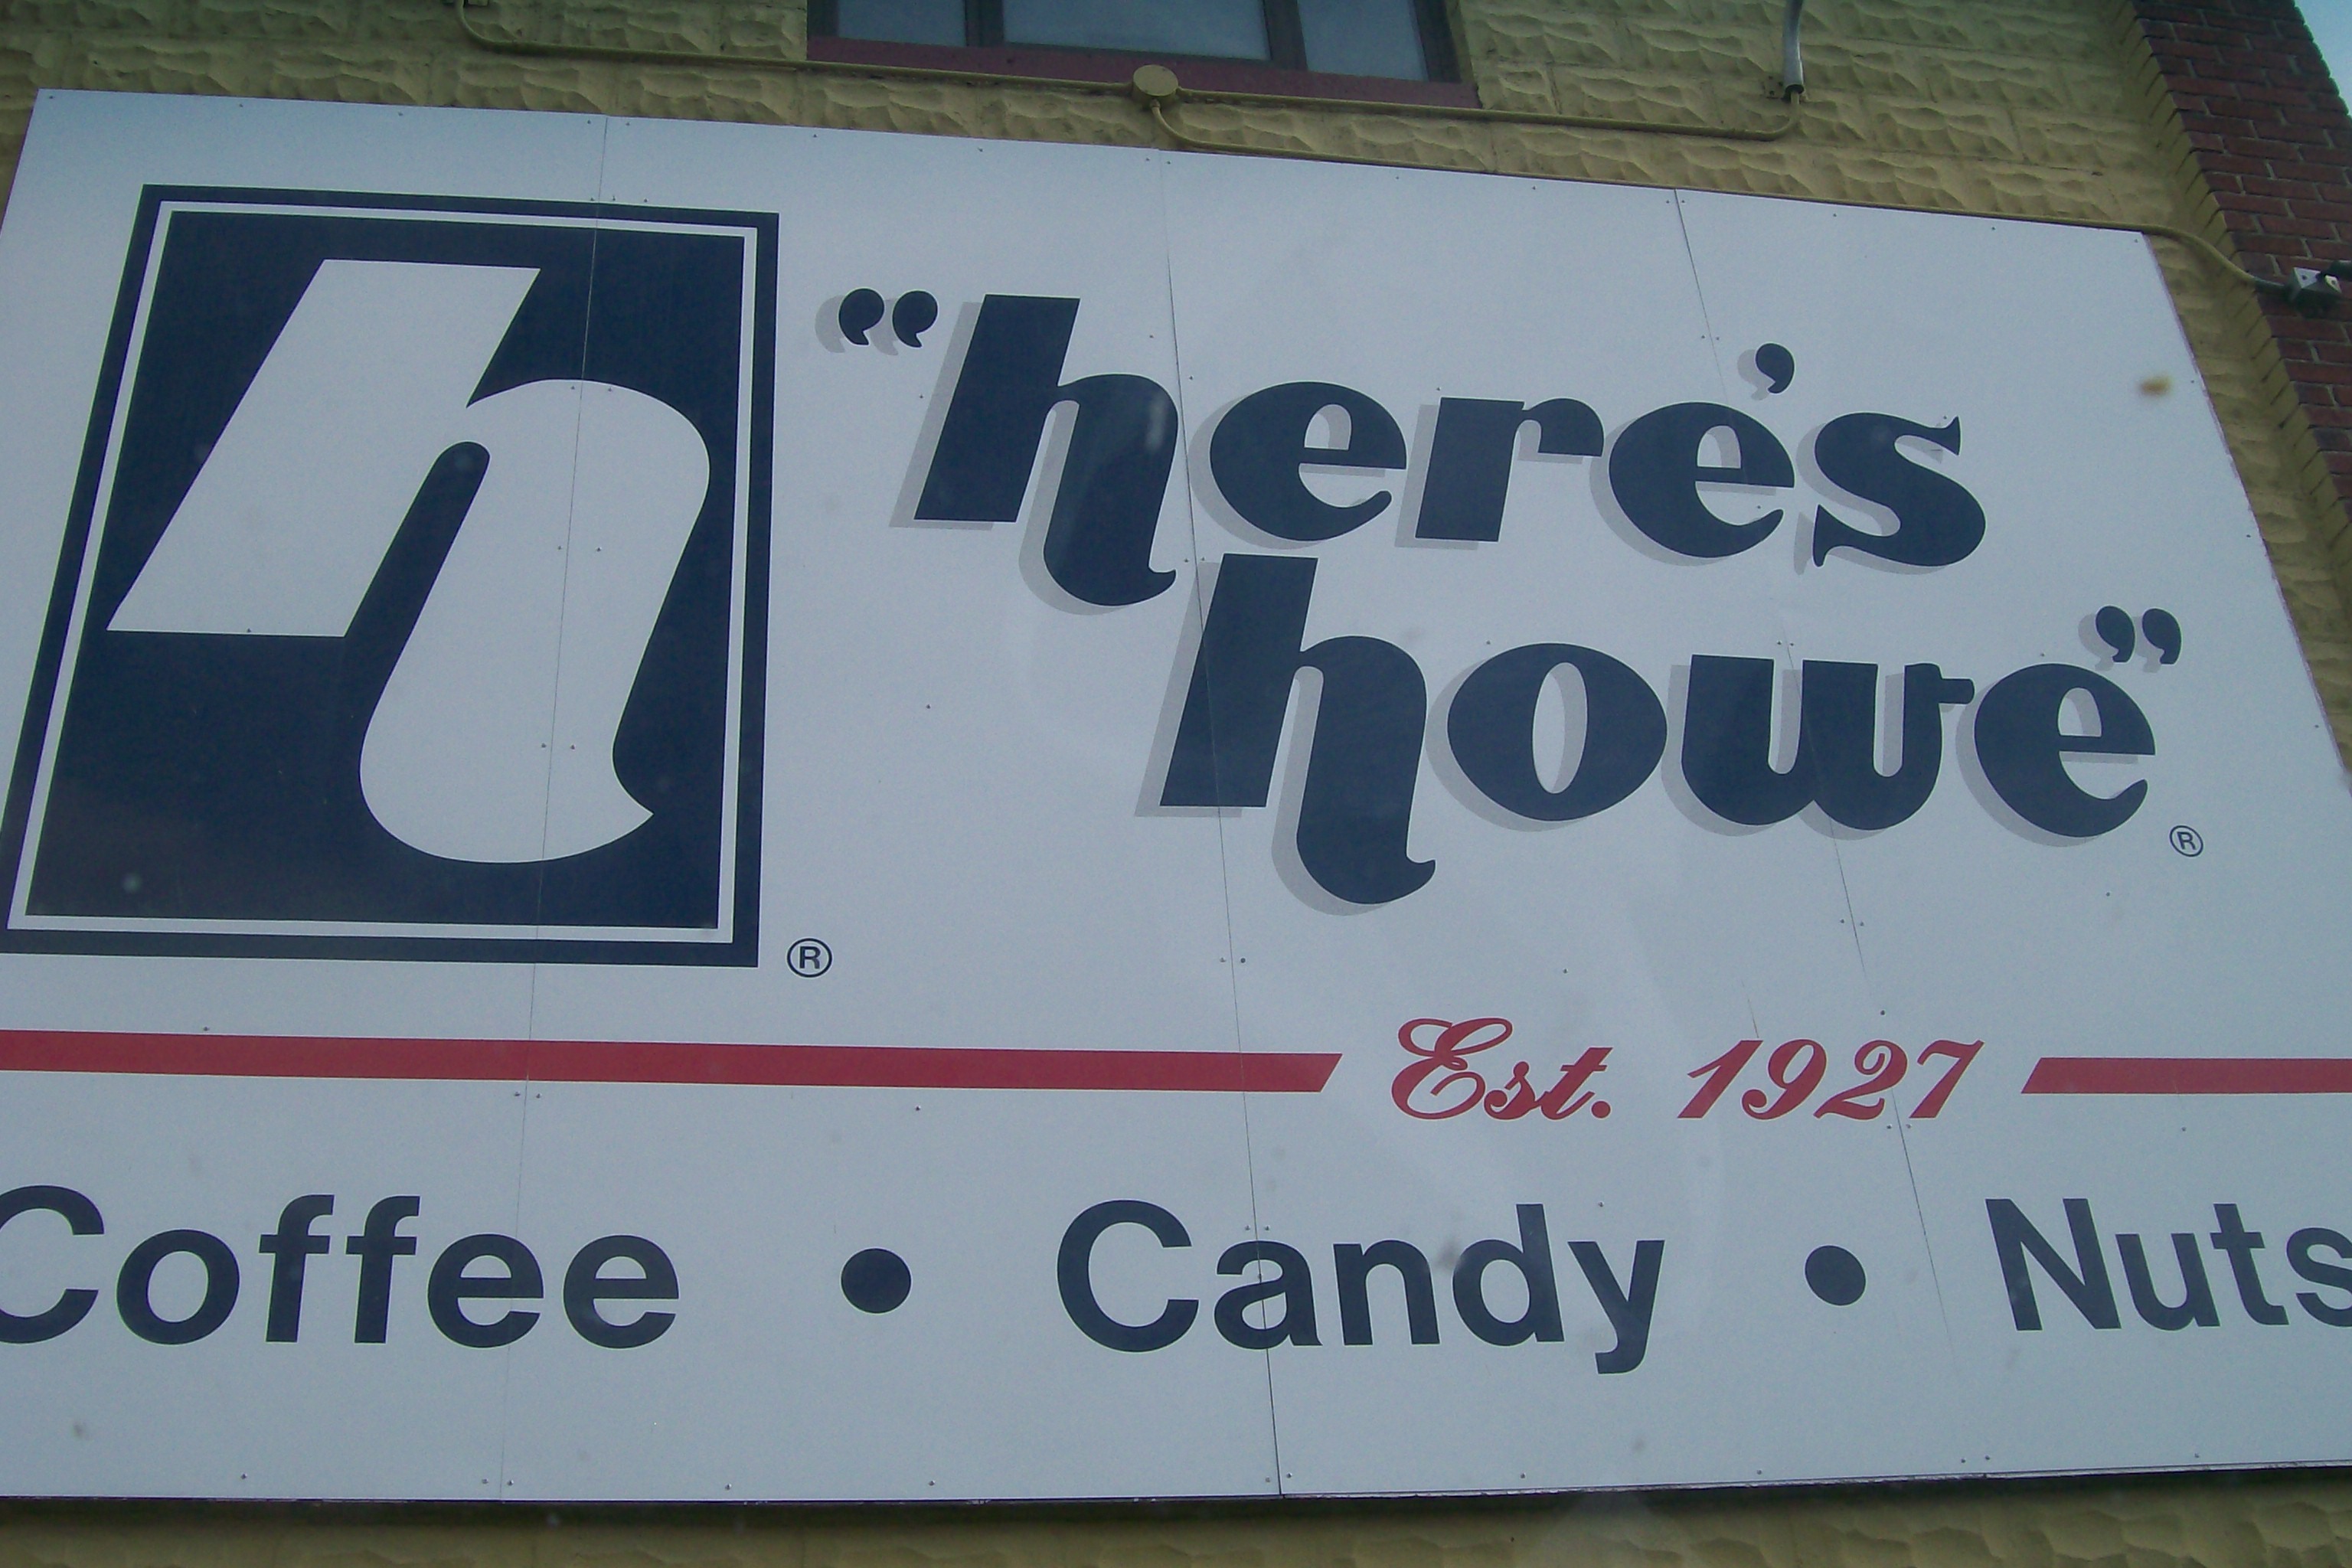 h ®
“here's
howe” ®
Est. 1927
Coffee • Candy • Nuts